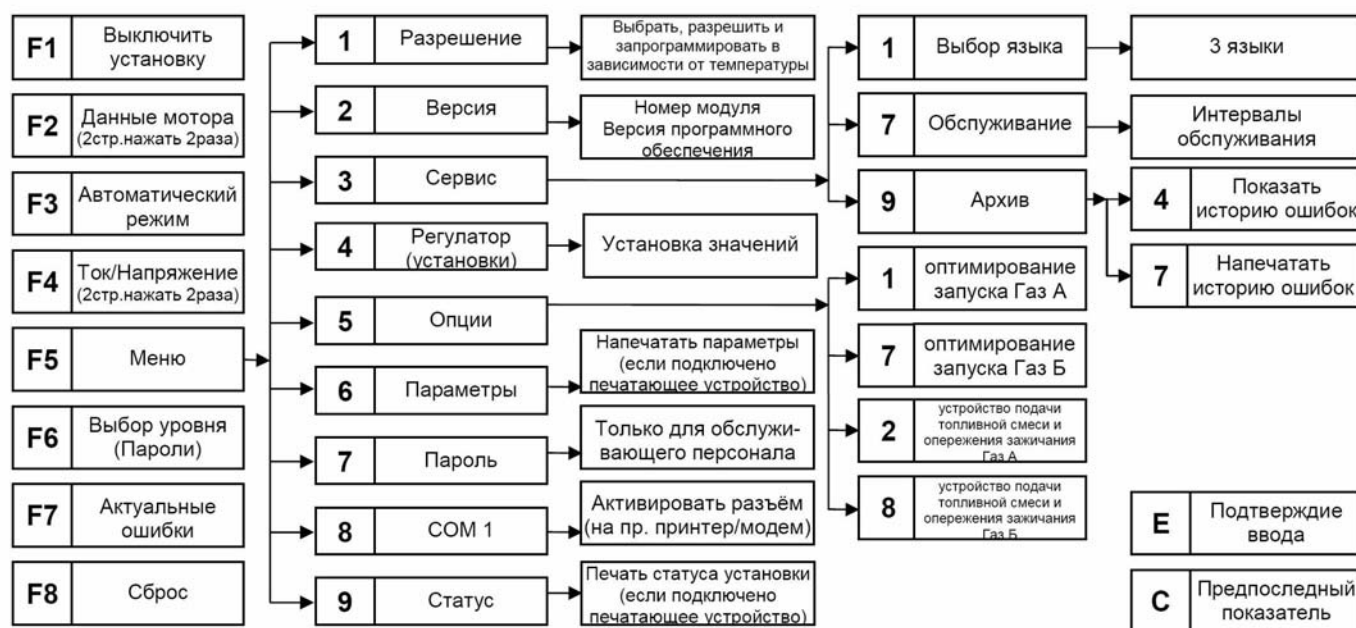 F1
Выключить
установку
F2
Данные мотора
(2стр.нажать 2раза)
F3
Автоматический
режим
F4
Ток/Напряжение
(2стр.нажать 2раза)
F5
Меню
F6
Выбор уровня
(Пароли)
F7
Актуальные
ошибки
F8
Сброс
1
Разрешение
2
Версия
3
Сервис
4
Регулятор
(установки)
5
Опции
6
Параметры
7
Пароль
8
COM 1
9
Статус
Выбрать, разрешить и
запрограммировать в
зависимости от температуры
Номер модуля
Версия программного
обеспечения
Установка значений
Напечатать параметры
(если подключено
печатающее устройство)
Только для обслужи-
вающего персонала
Активировать разъём
(на пр. принтер/модем)
Печать статуса установки
(если подключено
печатающее устройство)
1
Выбор языка
7
Обспуживание
9
Архив
1
оптимирование
запуска Газ А
7
оптимирование
запуска Газ Б
2
устройство подачи
топливной смеси и
опережения зажичания
Газ А
8
устройство подачи
топливной смеси и
опережения зажичания
Газ Б
3 языки
Интервалы
обспуживания
4
Показать
историю ошибок
7
Напечатать
историю ошибок
E
Подтверждие
ввода
C
Предпоследный
показатель